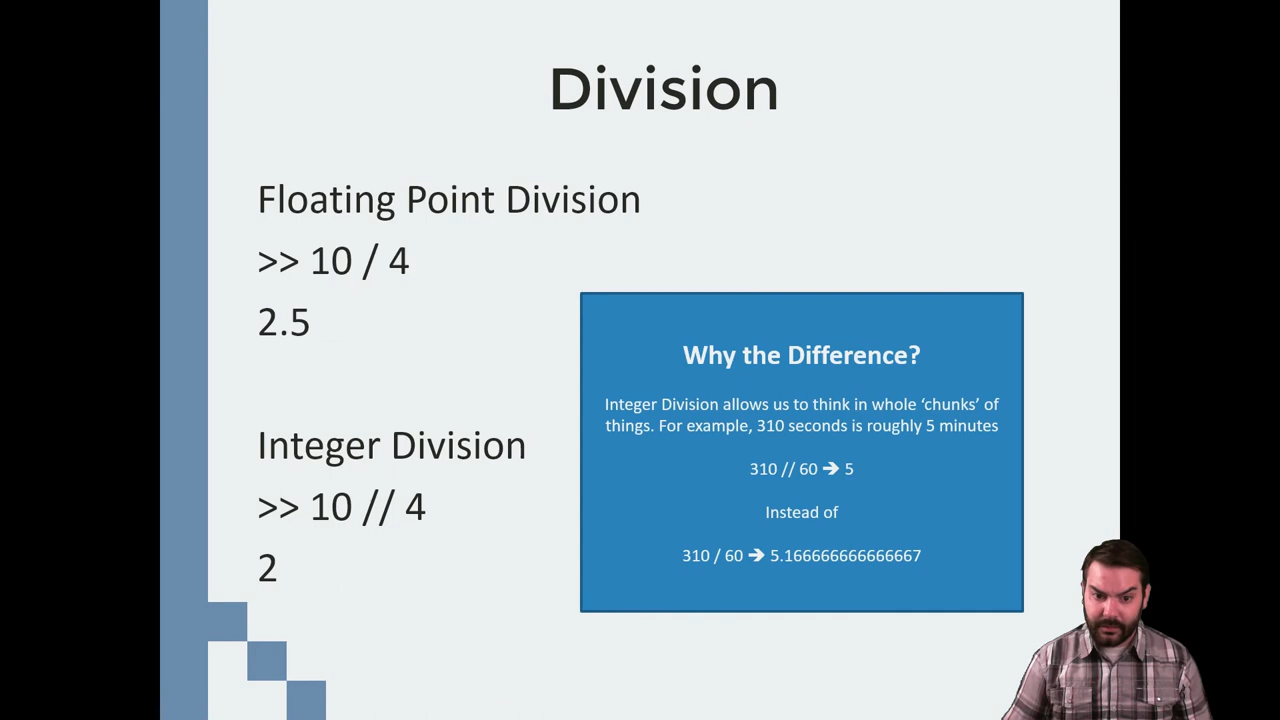 Division
Floating Point Division
>> 10 / 4
2.5
Integer Division
>> 10 // 4
2
Why the Difference?
Integer Division allows us to think in whole ‘chunks’ of
things. For example, 310 seconds is roughly 5 minutes
310 // 60 🡺 5
Instead of
310 / 60 🡺 5.166666666666667